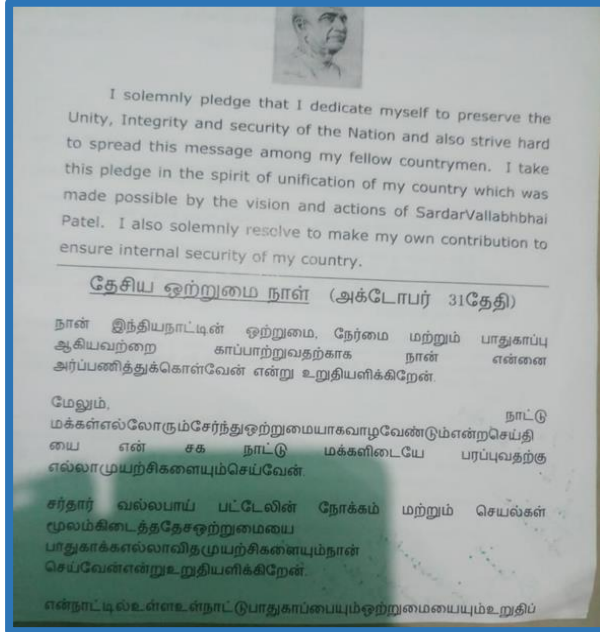 I solemnly pledge that I dedicate myself to preserve the
Unity, Integrity and security of the Nation and also strive hard
to spread this message among my fellow countrymen. I take
this pledge in the spirit of unification of my country which was
made possible by the vision and actions of SardarVallabhbhai
Patel. I also solemnly resolve to make my own contribution to
ensure internal security of my country.
தேசிய ஒற்றுமை நாள் (அக்டோபர் 31தேதி)
நான் இந்தியநாட்டின் ஒற்றுமை, நேர்மை மற்றும் பாதுகாப்பு
ஆகியவற்றை காப்பாற்றுவதற்காக நான் என்னை
அர்ப்பணித்துக்கொள்வேன் என்று உறுதியளிக்கிறேன்.
மேலும், நாட்டு
மக்கள்எல்லோரும்சேர்ந்துஒற்றுமையாகவாழவேண்டும்என்றசெய்தி
யை என் சக நாட்டு மக்களிடையே பரப்புவதற்கு
எல்லாமுயற்சிகளையும்செய்வேன்.
சர்தார் வல்லபாய் பட்டேலின் நோக்கம் மற்றும் செயல்கள்
மூலம்கிடைத்ததேசஒற்றுமையை
பாதுகாக்கஎல்லாவிதமுயற்சிகளையும்நான்
செய்வேன்என்றுஉறுதியளிக்கிறேன்.
என்நாட்டில்உள்ளஉள்நாட்டுபாதுகாப்பையும்ஒற்றுமையையும்உறுதிப்